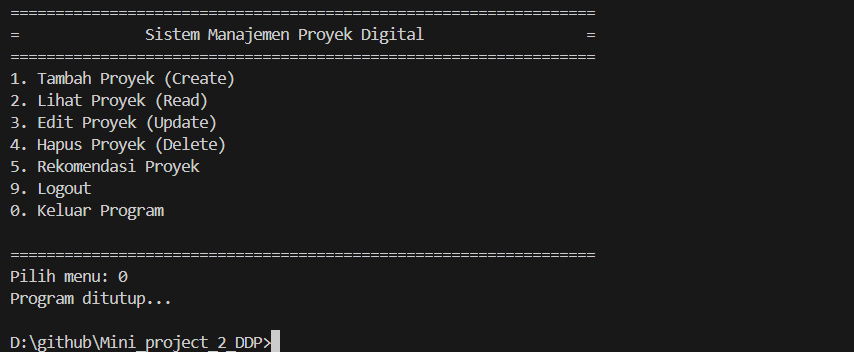 =================================================================
=              Sistem Manajemen Proyek Digital                  =
=================================================================
1. Tambah Proyek (Create)
2. Lihat Proyek (Read)
3. Edit Proyek (Update)
4. Hapus Proyek (Delete)
5. Rekomendasi Proyek
9. Logout
0. Keluar Program
=================================================================
Pilih menu: 0
Program ditutup...
D:\github\Mini_project_2_DDP>